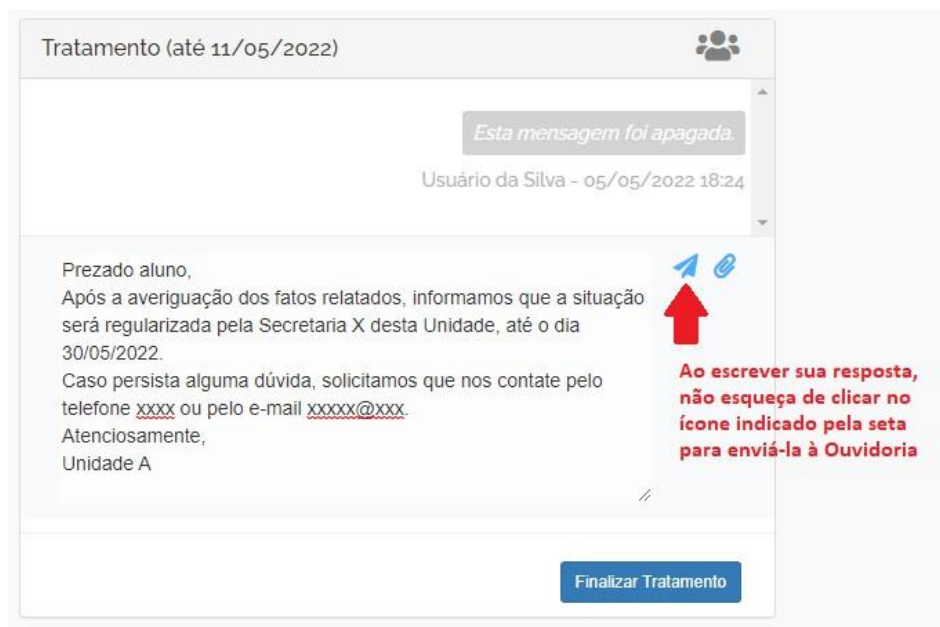 Tratamento (até 11/05/2022)
Esta mensagem foi apagada.
Usuário da Silva - 05/05/2022 18:24
Prezado aluno,
Após a averiguação dos fatos relatados, informamos que a situação
será regularizada pela Secretaria X desta Unidade, até o dia
30/05/2022.
Caso persista alguma dúvida, solicitamos que nos contate pelo
telefone xxxx ou pelo e-mail xxxxx@xxx.
Atenciosamente,
Unidade A
Ao escrever sua resposta,
não esqueça de clicar no
ícone indicado pela seta
para enviá-la à Ouvidoria
Finalizar Tratamento